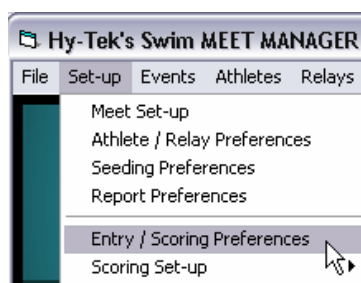 Hy-Tek's Swim MEET MANAGER
File Set-up Events Athletes Relays
Meet Set-up
Athlete / Relay Preferences
Seeding Preferences
Report Preferences
Entry / Scoring Preferences
Scoring Set-up